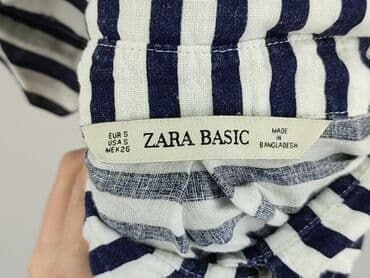 EUR S
USA S
MEX 26
ZARA BASIC
MADE
IN
BANGLADESH